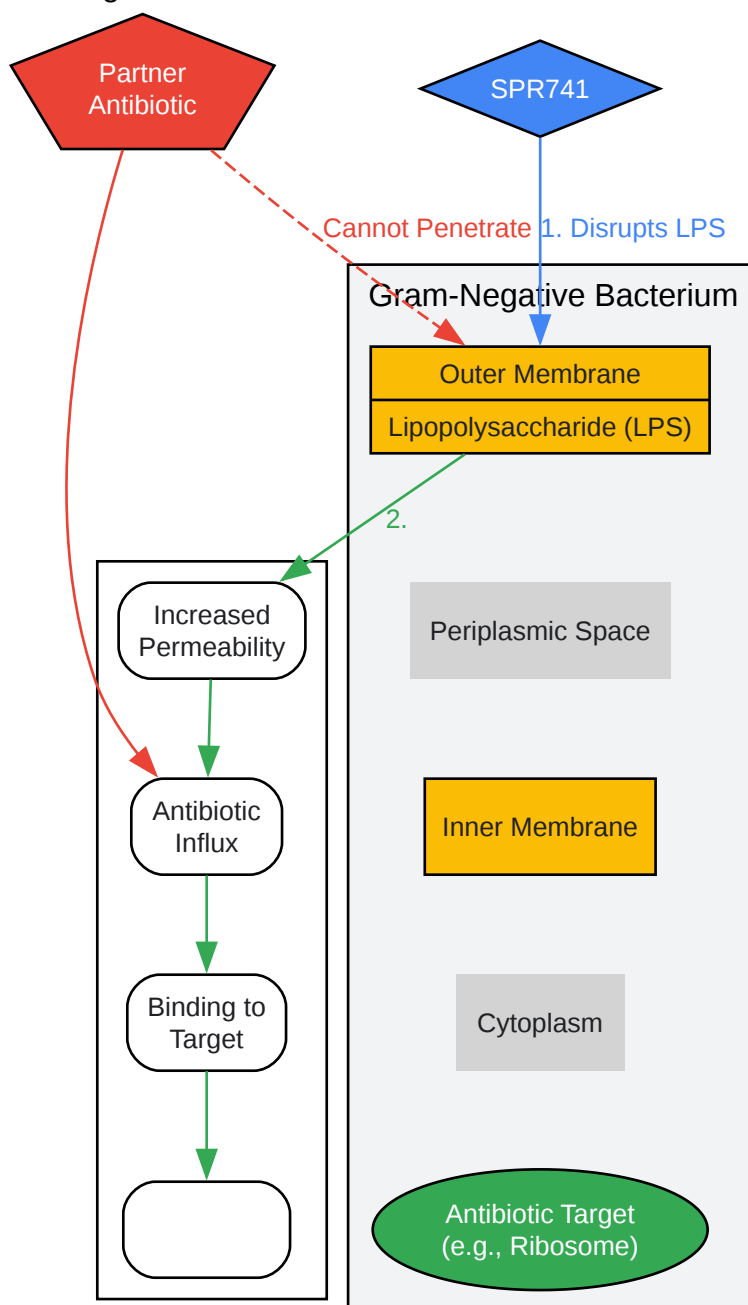 Partner
Antibiotic
SPR741
Cannot Penetrate
1. Disrupts LPS
Gram-Negative Bacterium
Outer Membrane
Lipopolysaccharide (LPS)
2.
Increased
Permeability
Periplasmic Space
Antibiotic
Influx
Inner Membrane
Binding to
Target
Cytoplasm
Antibiotic Target
(e.g., Ribosome)